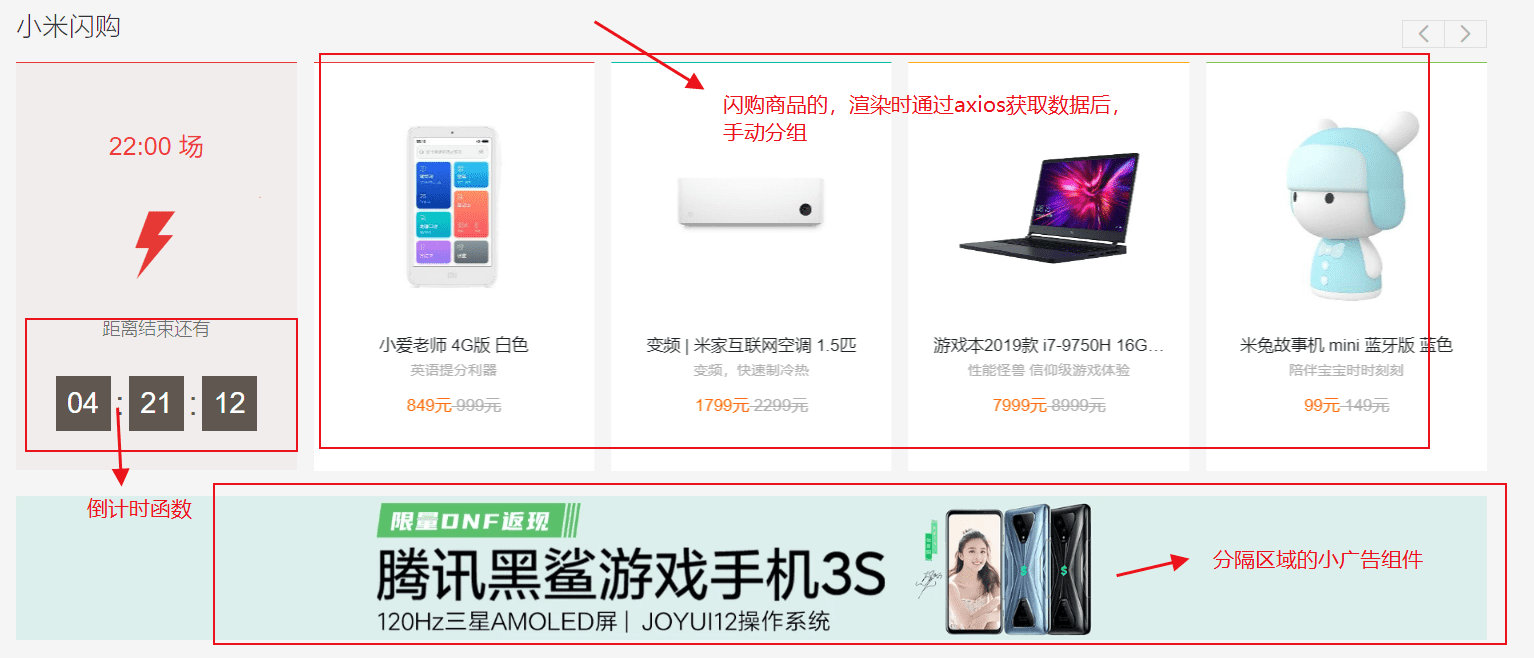 小米闪购
22:00 场
闪购商品的，渲染时通过axios获取数据后，
手动分组
距离结束还有
04 : 21 : 12
小爱老师 4G版 白色
英语提分利器
849元 999元
变频 | 米家互联网空调 1.5匹
变频，快速制冷热
1799元 2299元
游戏本2019款 i7-9750H 16G...
性能怪兽 信仰级游戏体验
7999元 8999元
米兔故事机 mini 蓝牙版 蓝色
陪伴宝宝时时刻刻
99元 149元
倒计时函数
限量DNF返现
腾讯黑鲨游戏手机3S
120Hz三星AMOLED屏 | JOYUI12操作系统
分隔区域的小广告组件